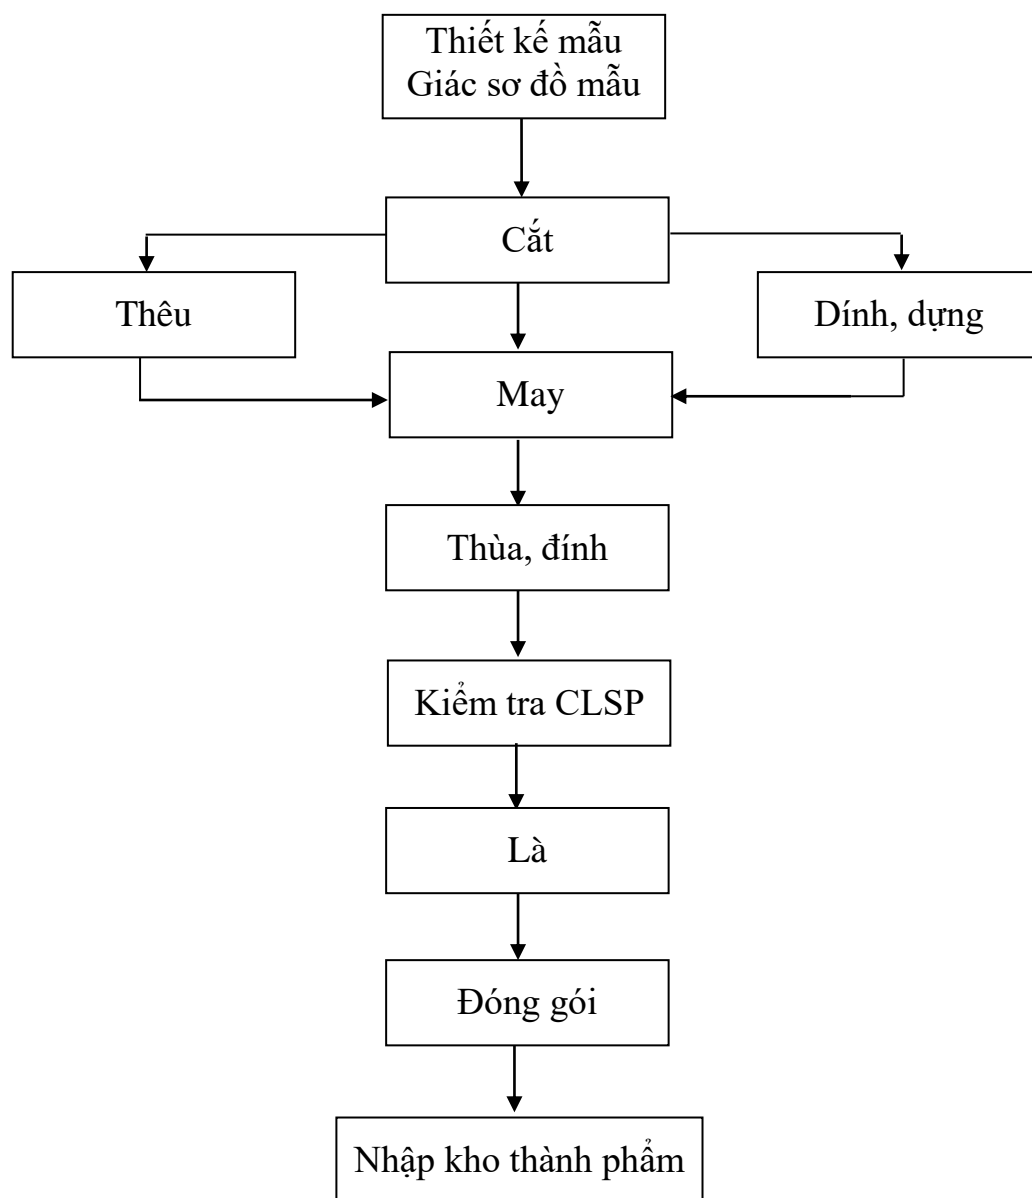 Thiết kế mẫu
Giác sơ đồ mẫu
Cắt
Thêu
Dính, dựng
May
Thùa, đính
Kiểm tra CLSP
Là
Đóng gói
Nhập kho thành phẩm